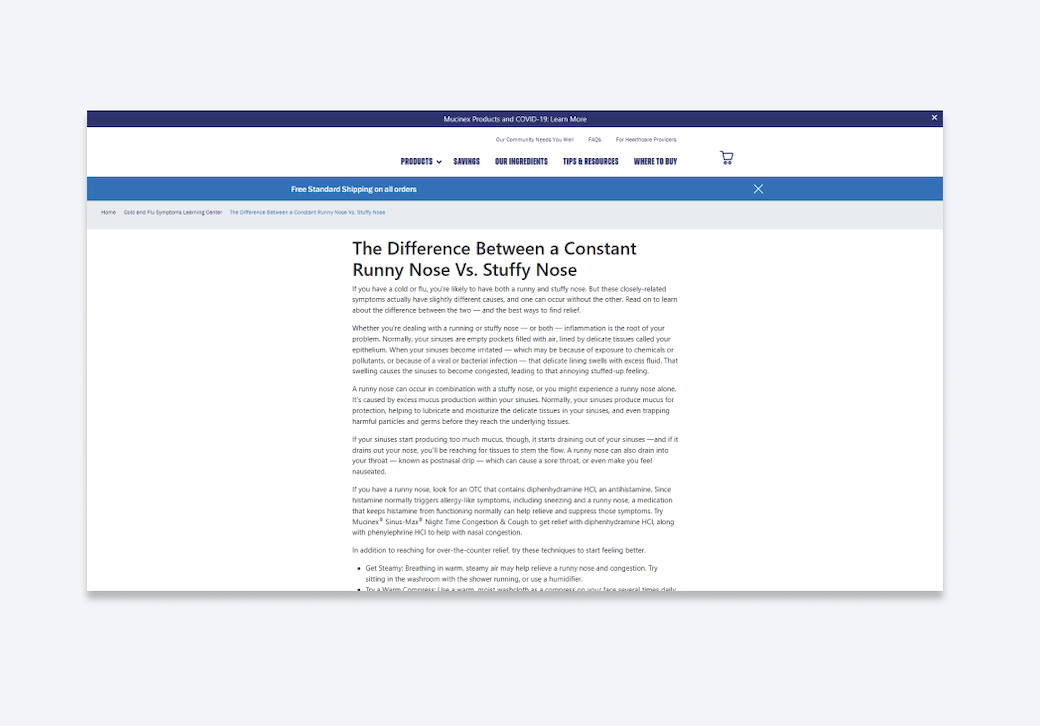 Mucinex Products and COVID-19: Learn More
Our Community Needs You Well FAQs For Healthcare Providers
PRODUCTS SAVINGS OUR INGREDIENTS TIPS & RESOURCES WHERE TO BUY
Free Standard Shipping on all orders
Home Cold and Flu Symptoms Learning Center The Difference Between a Constant Runny Nose Vs. Stuffy Nose
The Difference Between a Constant
Runny Nose Vs. Stuffy Nose
If you have a cold or flu, you're likely to have both a runny and stuffy nose. But these closely-related
symptoms actually have slightly different causes, and one can occur without the other. Read on to learn
about the difference between the two — and the best ways to find relief.
Whether you're dealing with a running or stuffy nose — or both — inflammation is the root of your
problem. Normally, your sinuses are empty pockets filled with air, lined by delicate tissues called your
epithelium. When your sinuses become irritated — which may be because of exposure to chemicals or
pollutants, or because of a viral or bacterial infection — that delicate lining swells with excess fluid. That
swelling causes the sinuses to become congested, leading to that annoying stuffed-up feeling.
A runny nose can occur in combination with a stuffy nose, or you might experience a runny nose alone.
It's caused by excess mucus production within your sinuses. Normally, your sinuses produce mucus for
protection, helping to lubricate and moisturize the delicate tissues in your sinuses, and even trapping
harmful particles and germs before they reach the underlying tissues.
If your sinuses start producing too much mucus, though, it starts draining out of your sinuses —and if it
drains out your nose, you'll be reaching for tissues to stem the flow. A runny nose can also drain into
your throat — known as postnasal drip — which can cause a sore throat, or even make you feel
nauseated.
If you have a runny nose, look for an OTC that contains diphenhydramine HCl, an antihistamine. Since
histamine normally triggers allergy-like symptoms, including sneezing and a runny nose, a medication
that keeps histamine from functioning normally can help relieve and suppress those symptoms. Try
Mucinex® Sinus-Max® Night Time Congestion & Cough to get relief with diphenhydramine HCl, along
with phenylephrine HCl to help with nasal congestion.
In addition to reaching for over-the-counter relief, try these techniques to start feeling better.
• Get Steamy: Breathing in warm, steamy air may help relieve a runny nose and congestion. Try
sitting in the washroom with the shower running, or use a humidifier.
• Try a Warm Compress: Use a warm, moist washcloth as a compress on your face several times daily